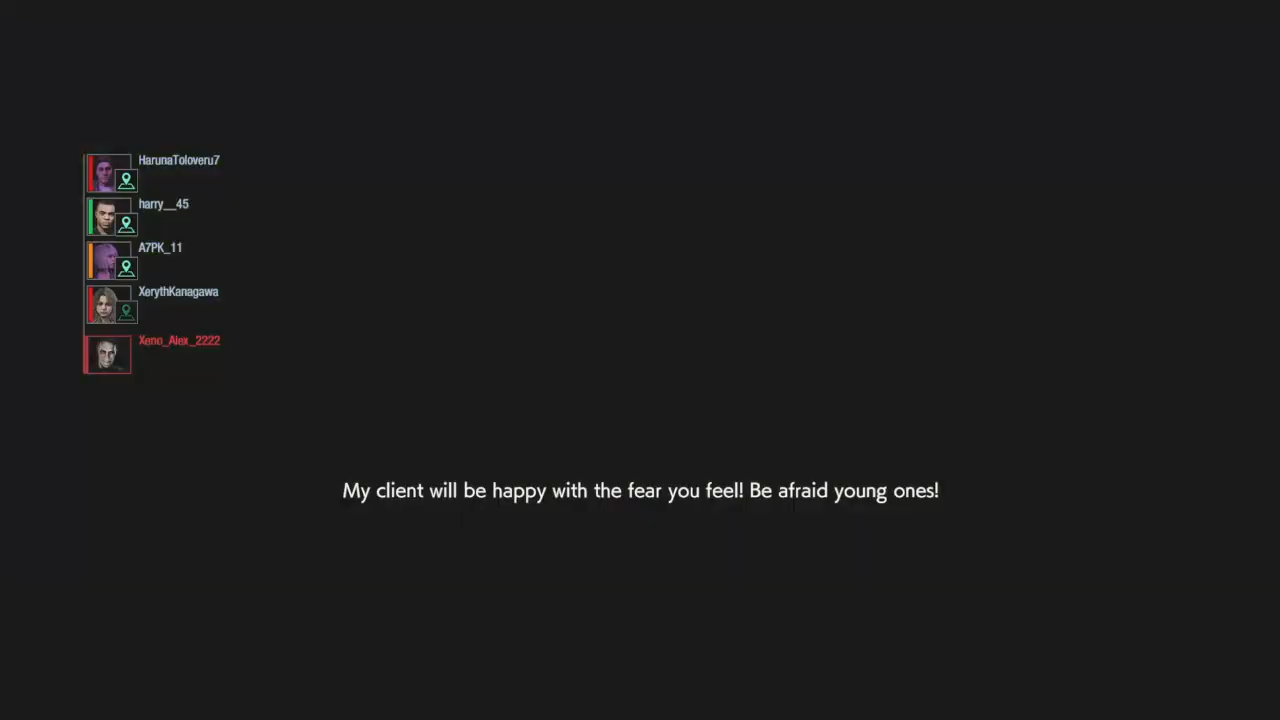 HarunaToloveru7
harry__45
A7PK_11
XerythKanagawa
Xeno_Alex_2222
My client will be happy with the fear you feel! Be afraid young ones!